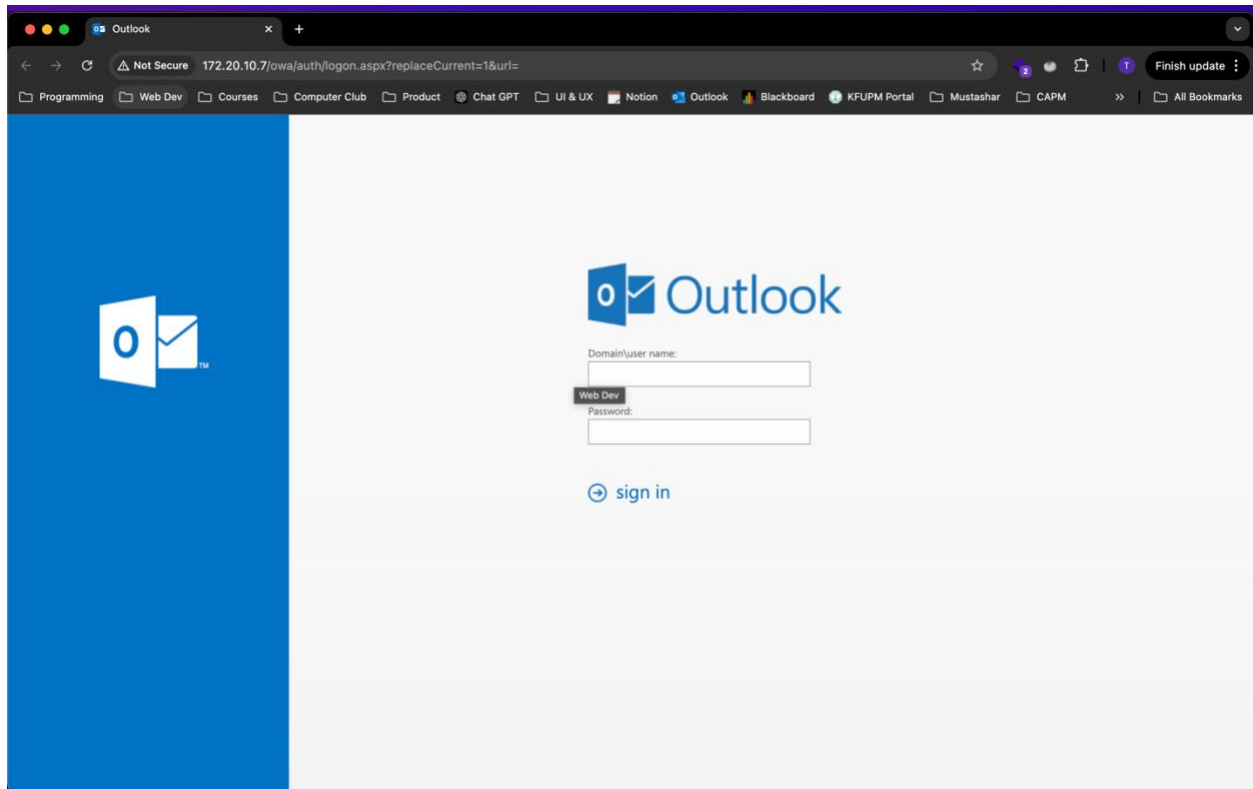 Outlook
Not Secure 172.20.10.7/owa/auth/logon.aspx?replaceCurrent=1&url= 2 T Finish update
Programming Web Dev Courses Computer Club Product Chat GPT UI & UX Notion Outlook Blackboard KFUPM Portal Mustashar CAPM » All Bookmarks
O Outlook
O TM
Domain\user name:
Web Dev
Password:
sign in